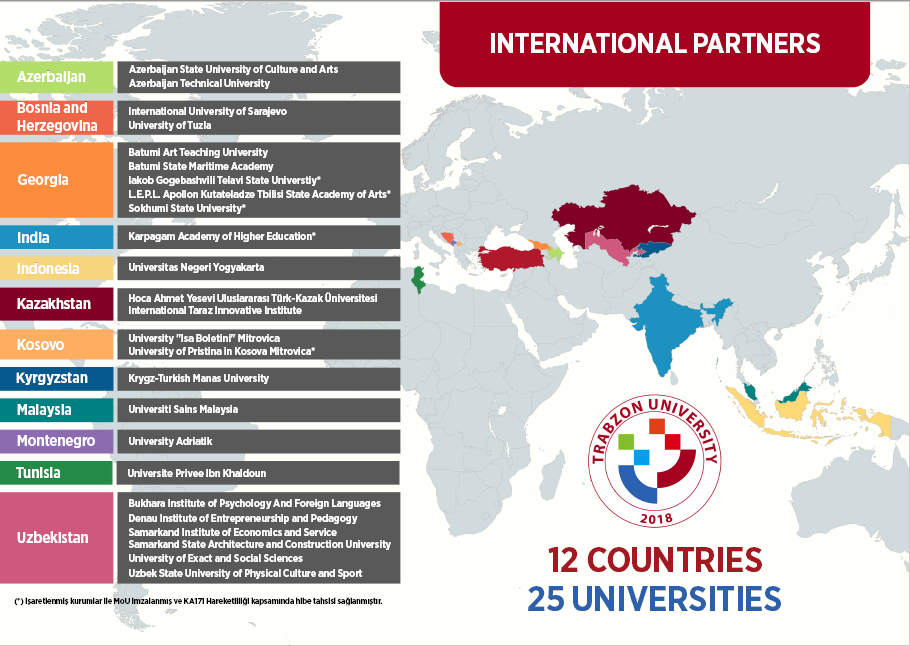 INTERNATIONAL PARTNERS
Azerbaijan
Azerbaijan State University of Culture and Arts
Azerbaijan Technical University
Bosnia and
Herzegovina
International University of Sarajevo
University of Tuzla
Georgia
Batumi Art Teaching University
Batumi State Maritime Academy
Iakob Gogebashvili Telavi State Universtiy*
L.E.P.L. Apollon Kutateladze Tbilisi State Academy of Arts*
Sokhumi State University*
India
Karpagam Academy of Higher Education*
Indonesia
Universitas Negeri Yogyakarta
Kazakhstan
Hoca Ahmet Yesevi Uluslararası Türk-Kazak Üniversitesi
International Taraz Innovative Institute
Kosovo
University "Isa Boletini" Mitrovica
University of Pristina in Kosova Mitrovica*
Kyrgyzstan
Krygz-Turkish Manas University
Malaysia
Universiti Sains Malaysia
Montenegro
University Adriatik
Tunisia
Universite Privee Ibn Khaldoun
Uzbekistan
Bukhara Institute of Psychology And Foreign Languages
Denau Institute of Entrepreneurship and Pedagogy
Samarkand Institute of Economics and Service
Samarkand State Architecture and Construction University
University of Exact and Social Sciences
Uzbek State University of Physical Culture and Sport
(*) İşaretlenmiş kurumlar ile MoU imzalanmış ve KA171 Hareketliliği kapsamında hibe tahsisi sağlanmıştır.
TRABZON UNIVERSITY
2018
12 COUNTRIES
25 UNIVERSITIES